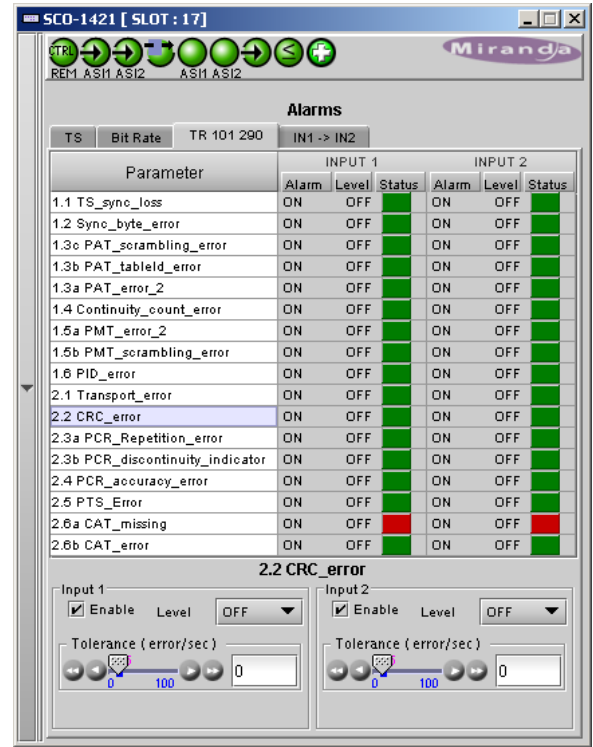 SCO-1421 [ SLOT : 17]
CTRL
REM ASI1 ASI2 ASI1 ASI2
Miranda
Alarms
TS Bit Rate TR 101 290 IN1 -> IN2
Parameter INPUT 1 INPUT 2
Alarm Level Status Alarm Level Status
1.1 TS_sync_loss ON OFF ON OFF
1.2 Sync_byte_error ON OFF ON OFF
1.3c PAT_scrambling_error ON OFF ON OFF
1.3b PAT_tableId_error ON OFF ON OFF
1.3a PAT_error_2 ON OFF ON OFF
1.4 Continuity_count_error ON OFF ON OFF
1.5a PMT_error_2 ON OFF ON OFF
1.5b PMT_scrambling_error ON OFF ON OFF
1.6 PID_error ON OFF ON OFF
2.1 Transport_error ON OFF ON OFF
2.2 CRC_error ON OFF ON OFF
2.3a PCR_Repetition_error ON OFF ON OFF
2.3b PCR_discontinuity_indicator ON OFF ON OFF
2.4 PCR_accuracy_error ON OFF ON OFF
2.5 PTS_Error ON OFF ON OFF
2.6a CAT_missing ON OFF ON OFF
2.6b CAT_error ON OFF ON OFF
2.2 CRC_error
Input 1 Input 2
Enable Level OFF Enable Level OFF
Tolerance ( error/sec ) Tolerance ( error/sec )
0 100 0 0 100 0